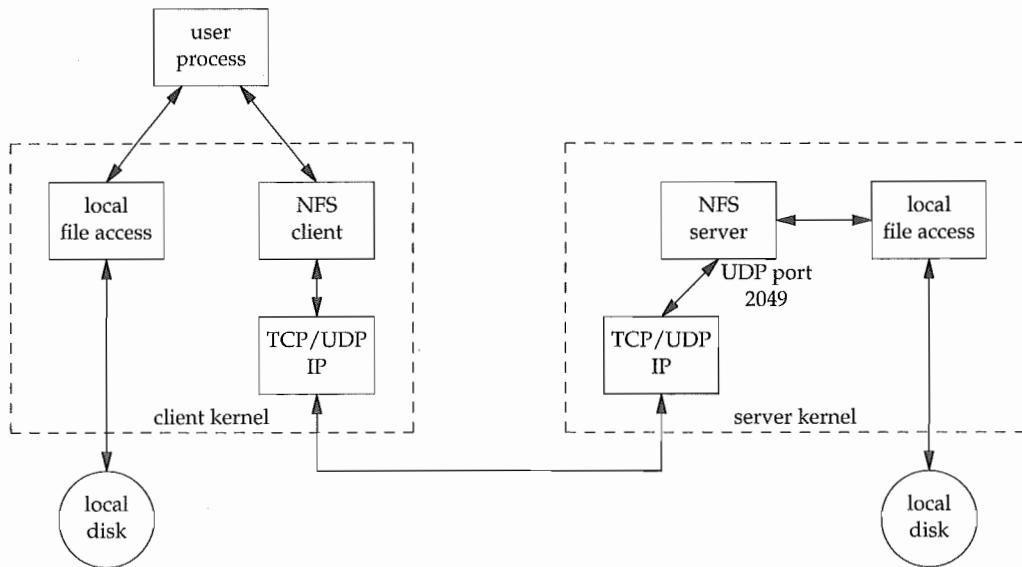 user
process
local
file access
NFS
client
NFS
server
local
file access
UDP port
2049
TCP/UDP
IP
TCP/UDP
IP
client kernel
server kernel
local
disk
local
disk